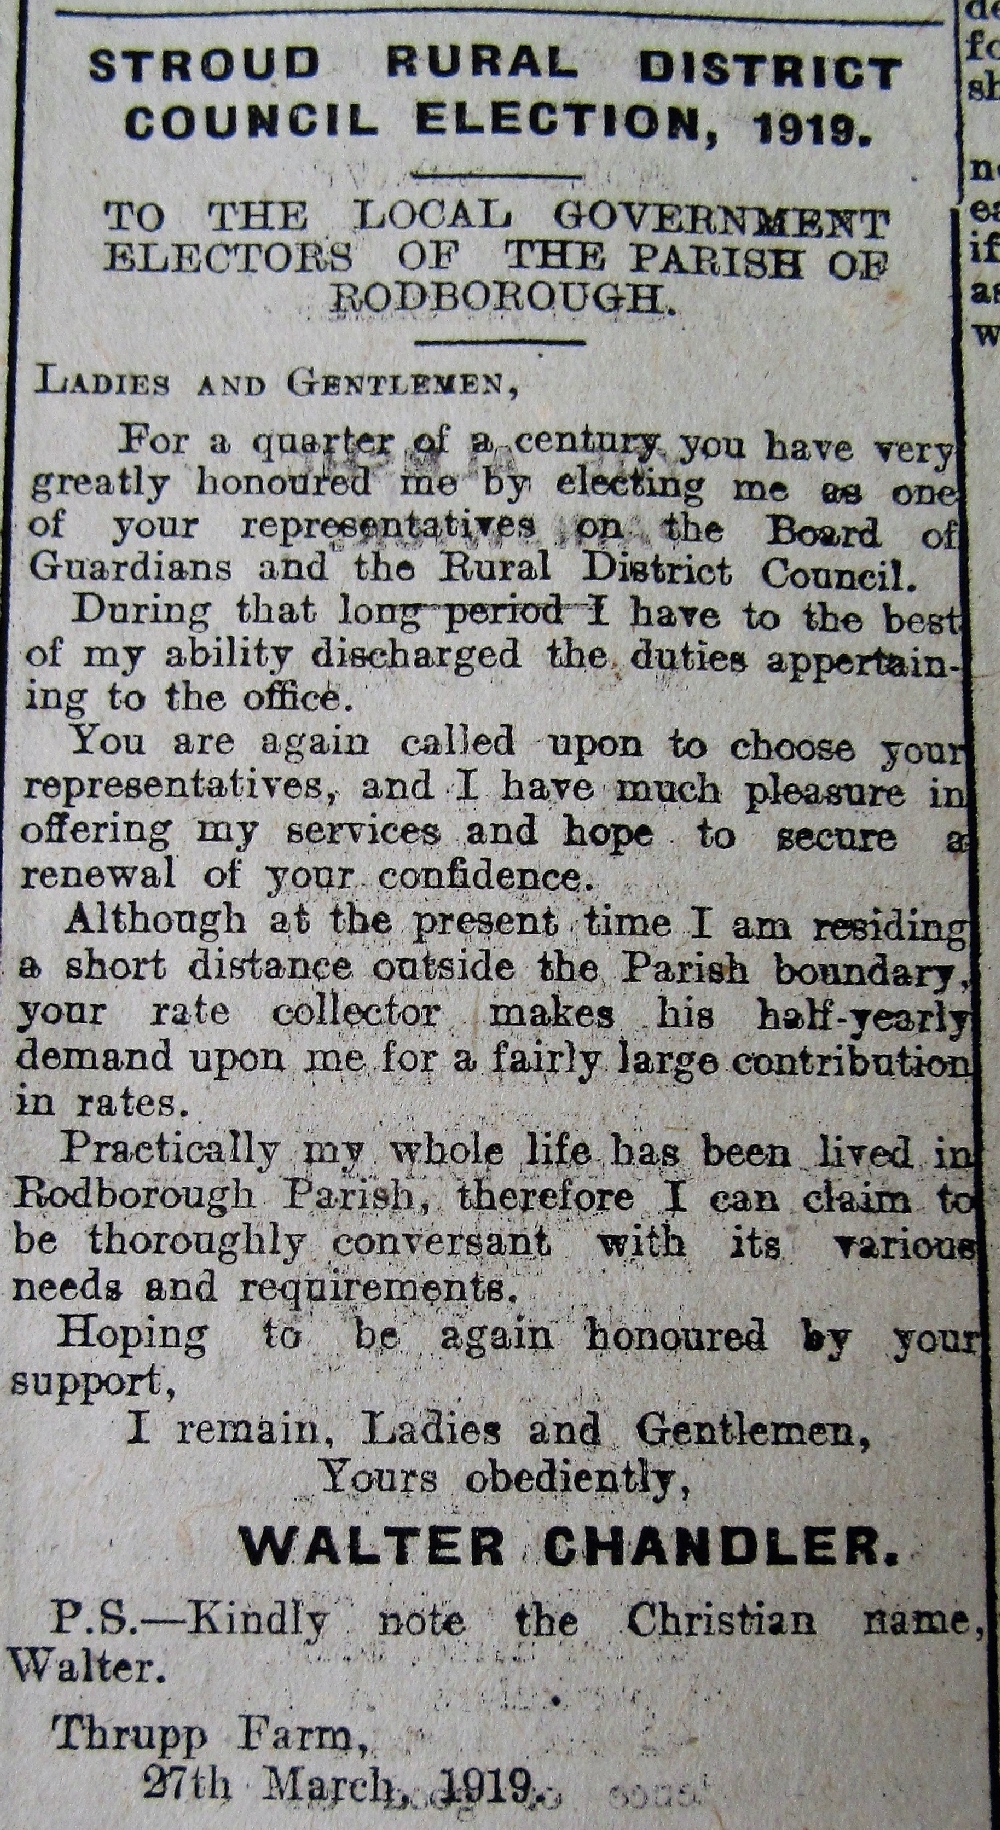 STROUD RURAL DISTRICT
COUNCIL ELECTION, 1919.
TO THE LOCAL GOVERNMENT
ELECTORS OF THE PARISH OF
RODBOROUGH.
LADIES AND GENTLEMEN,
For a quarter of a century you have very
greatly honoured me by electing me as one
of your representatives on the Board of
Guardians and the Rural District Council.
During that long period I have to the best
of my ability discharged the duties appertain-
ing to the office.
You are again called upon to choose your
representatives, and I have much pleasure in
offering my services and hope to secure a
renewal of your confidence.
Although at the present time I am residing
a short distance outside the Parish boundary,
your rate collector makes his half-yearly
demand upon me for a fairly large contribution
in rates.
Practically my whole life has been lived in
Rodborough Parish, therefore I can claim to
be thoroughly conversant with its various
needs and requirements.
Hoping to be again honoured by your
support,
I remain, Ladies and Gentlemen,
Yours obediently,
WALTER CHANDLER.
P.S.—Kindly note the Christian name,
Walter.
Thrupp Farm,
27th March, 1919.